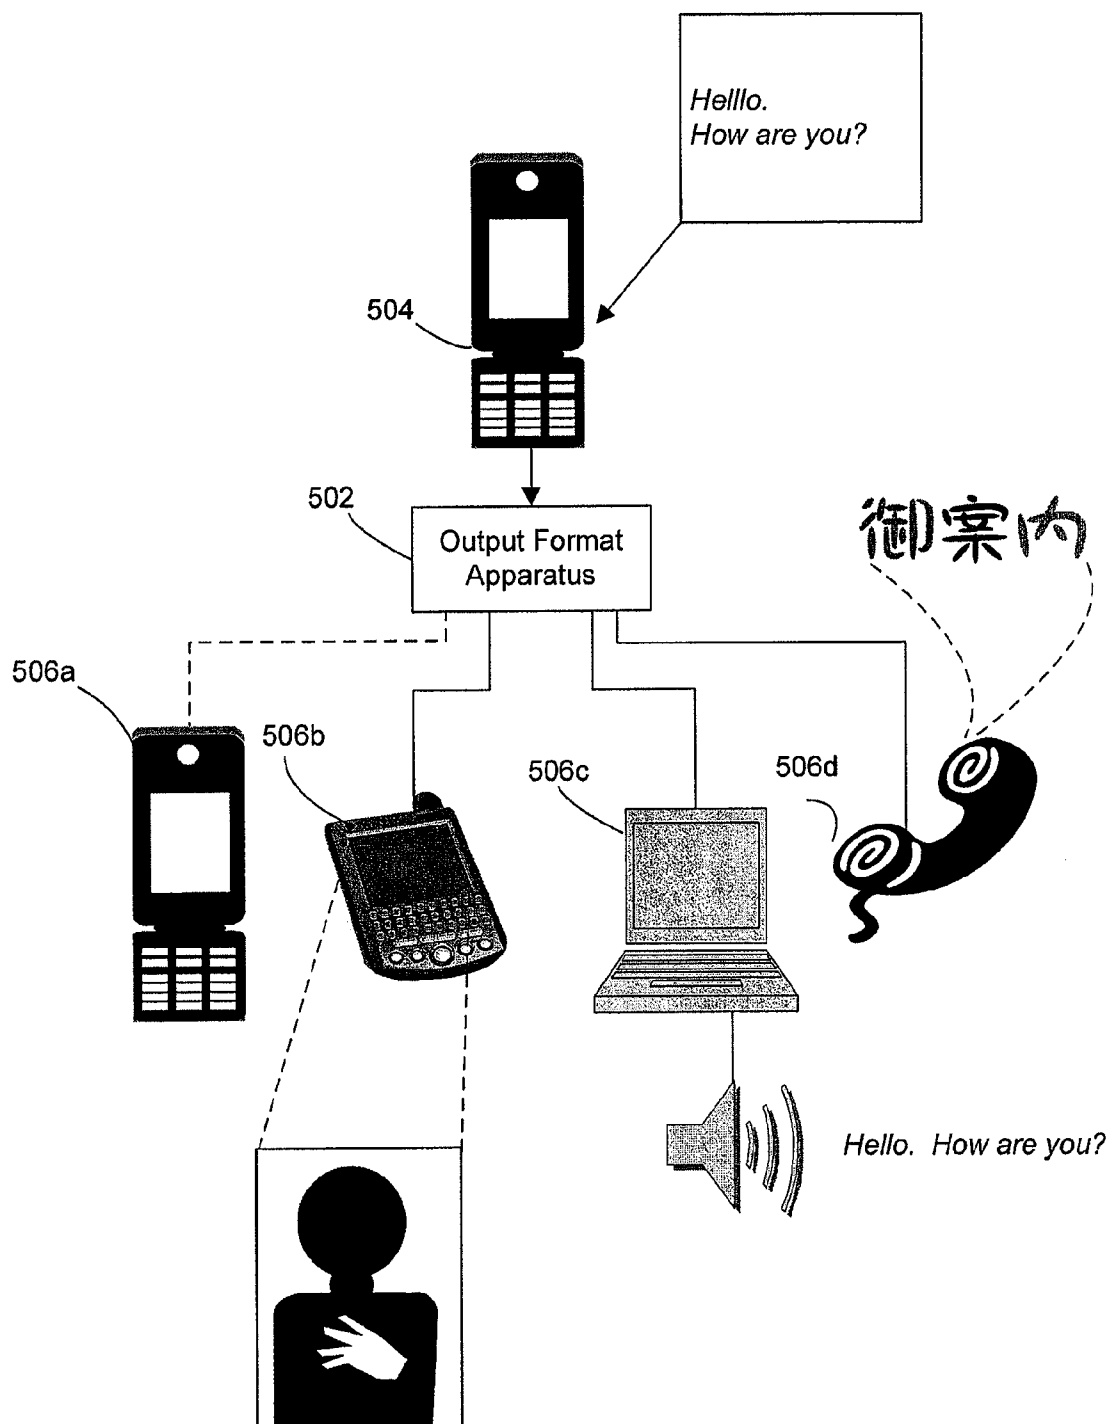 Helllo.
How are you?
504
502
Output Format
Apparatus
御案内
506a
506b
506c
506d
Hello. How are you?